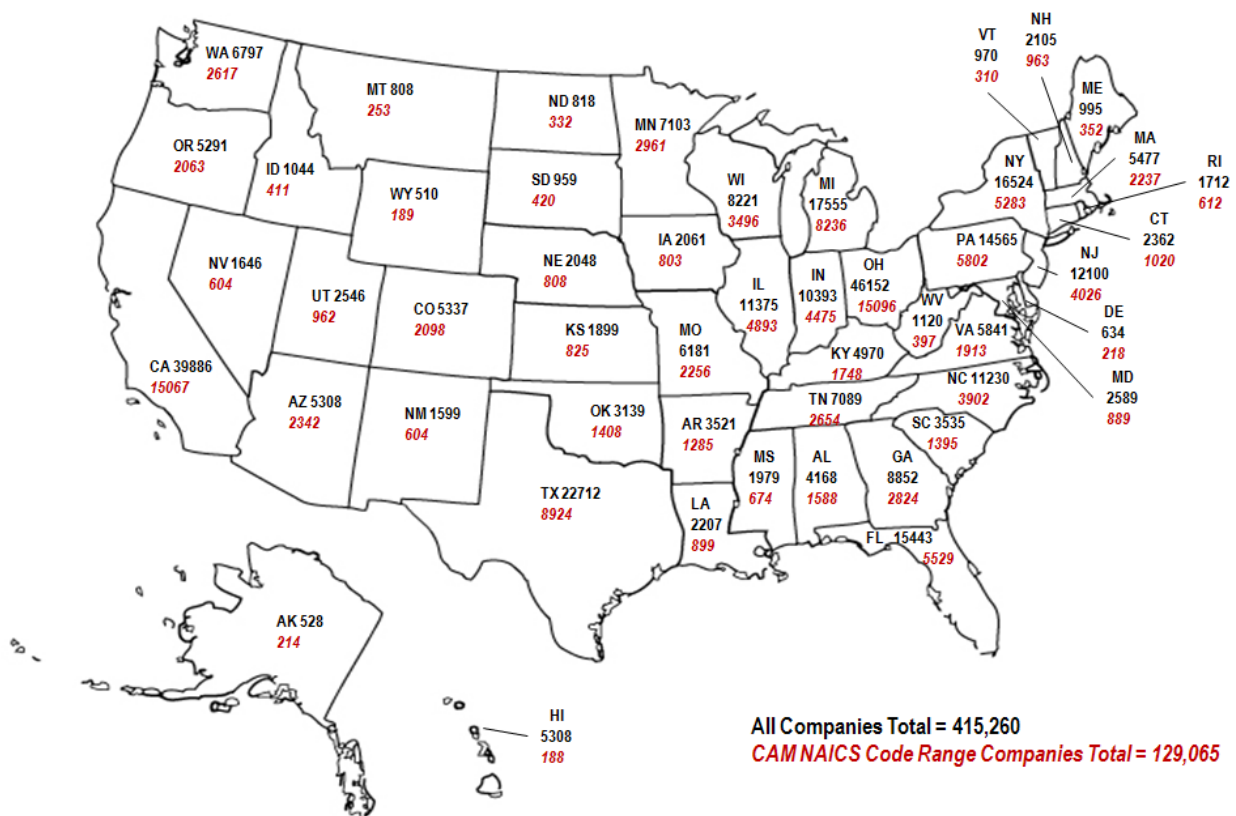 WA 6797
2617
MT 808
253
ND 818
332
MN 7103
2961
OR 5291
2063
ID 1044
411
WY 510
189
SD 959
420
WI
8221
3496
MI
17555
8236
VT
970
310
NH
2105
963
ME
995
352
MA
5477
2237
RI
1712
612
NY
16524
5283
CT
2362
1020
NV 1646
604
UT 2546
962
CO 5337
2098
NE 2048
808
IA 2061
803
IL
11375
4893
IN
10393
4475
OH
46152
15096
PA 14565
5802
NJ
12100
4026
DE
634
218
MD
2589
889
WV
1120
397
VA 5841
1913
CA 39886
15067
KS 1899
825
MO
6181
2256
KY 4970
1748
NC 11230
3902
AZ 5308
2342
NM 1599
604
OK 3139
1408
AR 3521
1285
TN 7089
2654
SC 3535
1395
TX 22712
8924
LA
2207
899
MS
1979
674
AL
4168
1588
GA
8852
2824
FL 15443
5529
AK 528
214
HI
5308
188
All Companies Total = 415,260
CAM NAICS Code Range Companies Total = 129,065